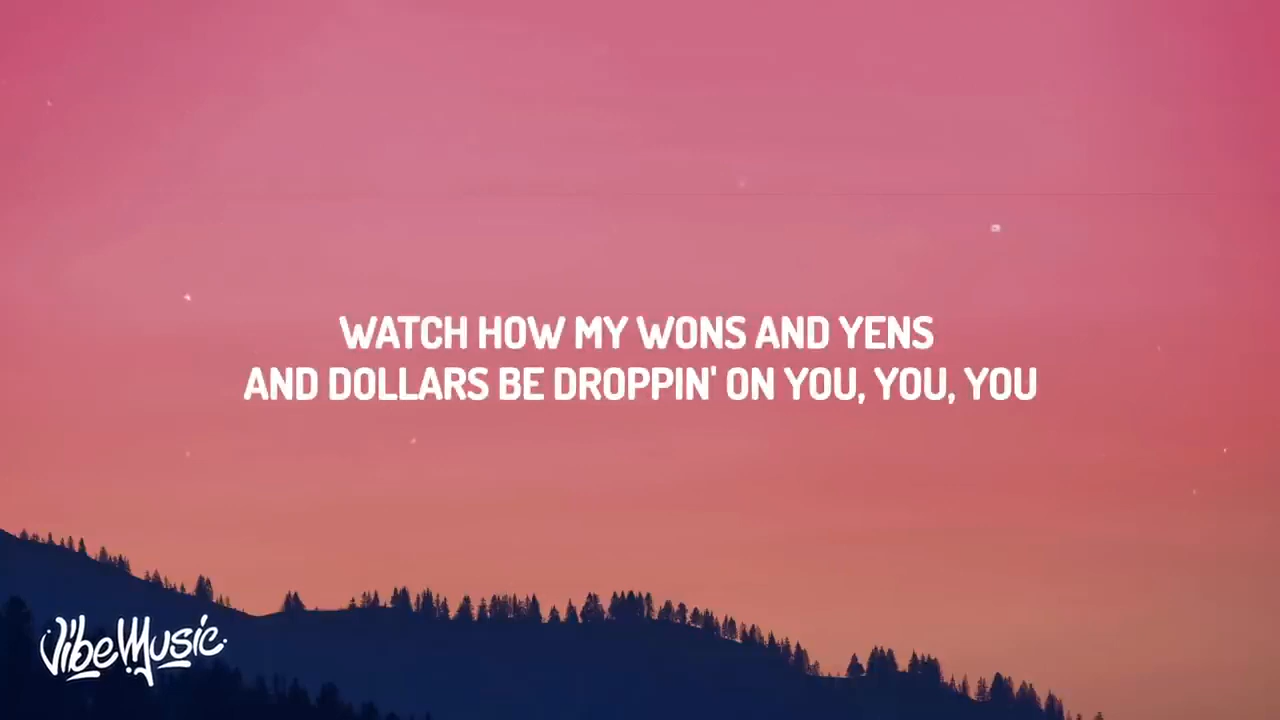 WATCH HOW MY WONS AND YENS
AND DOLLARS BE DROPPIN' ON YOU, YOU, YOU
VibeMusic